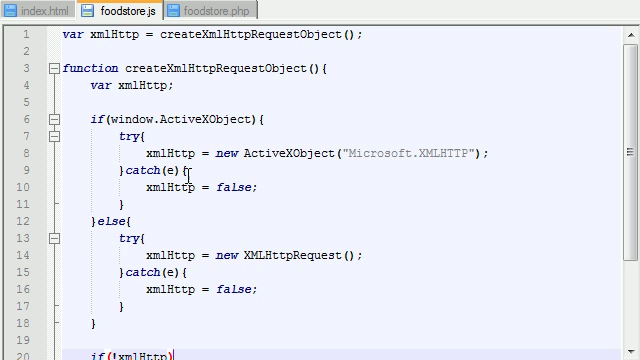 index.html foodstore.js foodstore.php
1 var xmlHttp = createXmlHttpRequestObject();
2
3 function createXmlHttpRequestObject(){
4 var xmlHttp;
5
6 if(window.ActiveXObject){
7 try{
8 xmlHttp = new ActiveXObject("Microsoft.XMLHTTP");
9 }catch(e){
10 xmlHttp = false;
11 }
12 }else{
13 try{
14 xmlHttp = new XMLHttpRequest();
15 }catch(e){
16 xmlHttp = false;
17 }
18 }
19
20 if(!xmlHttp)